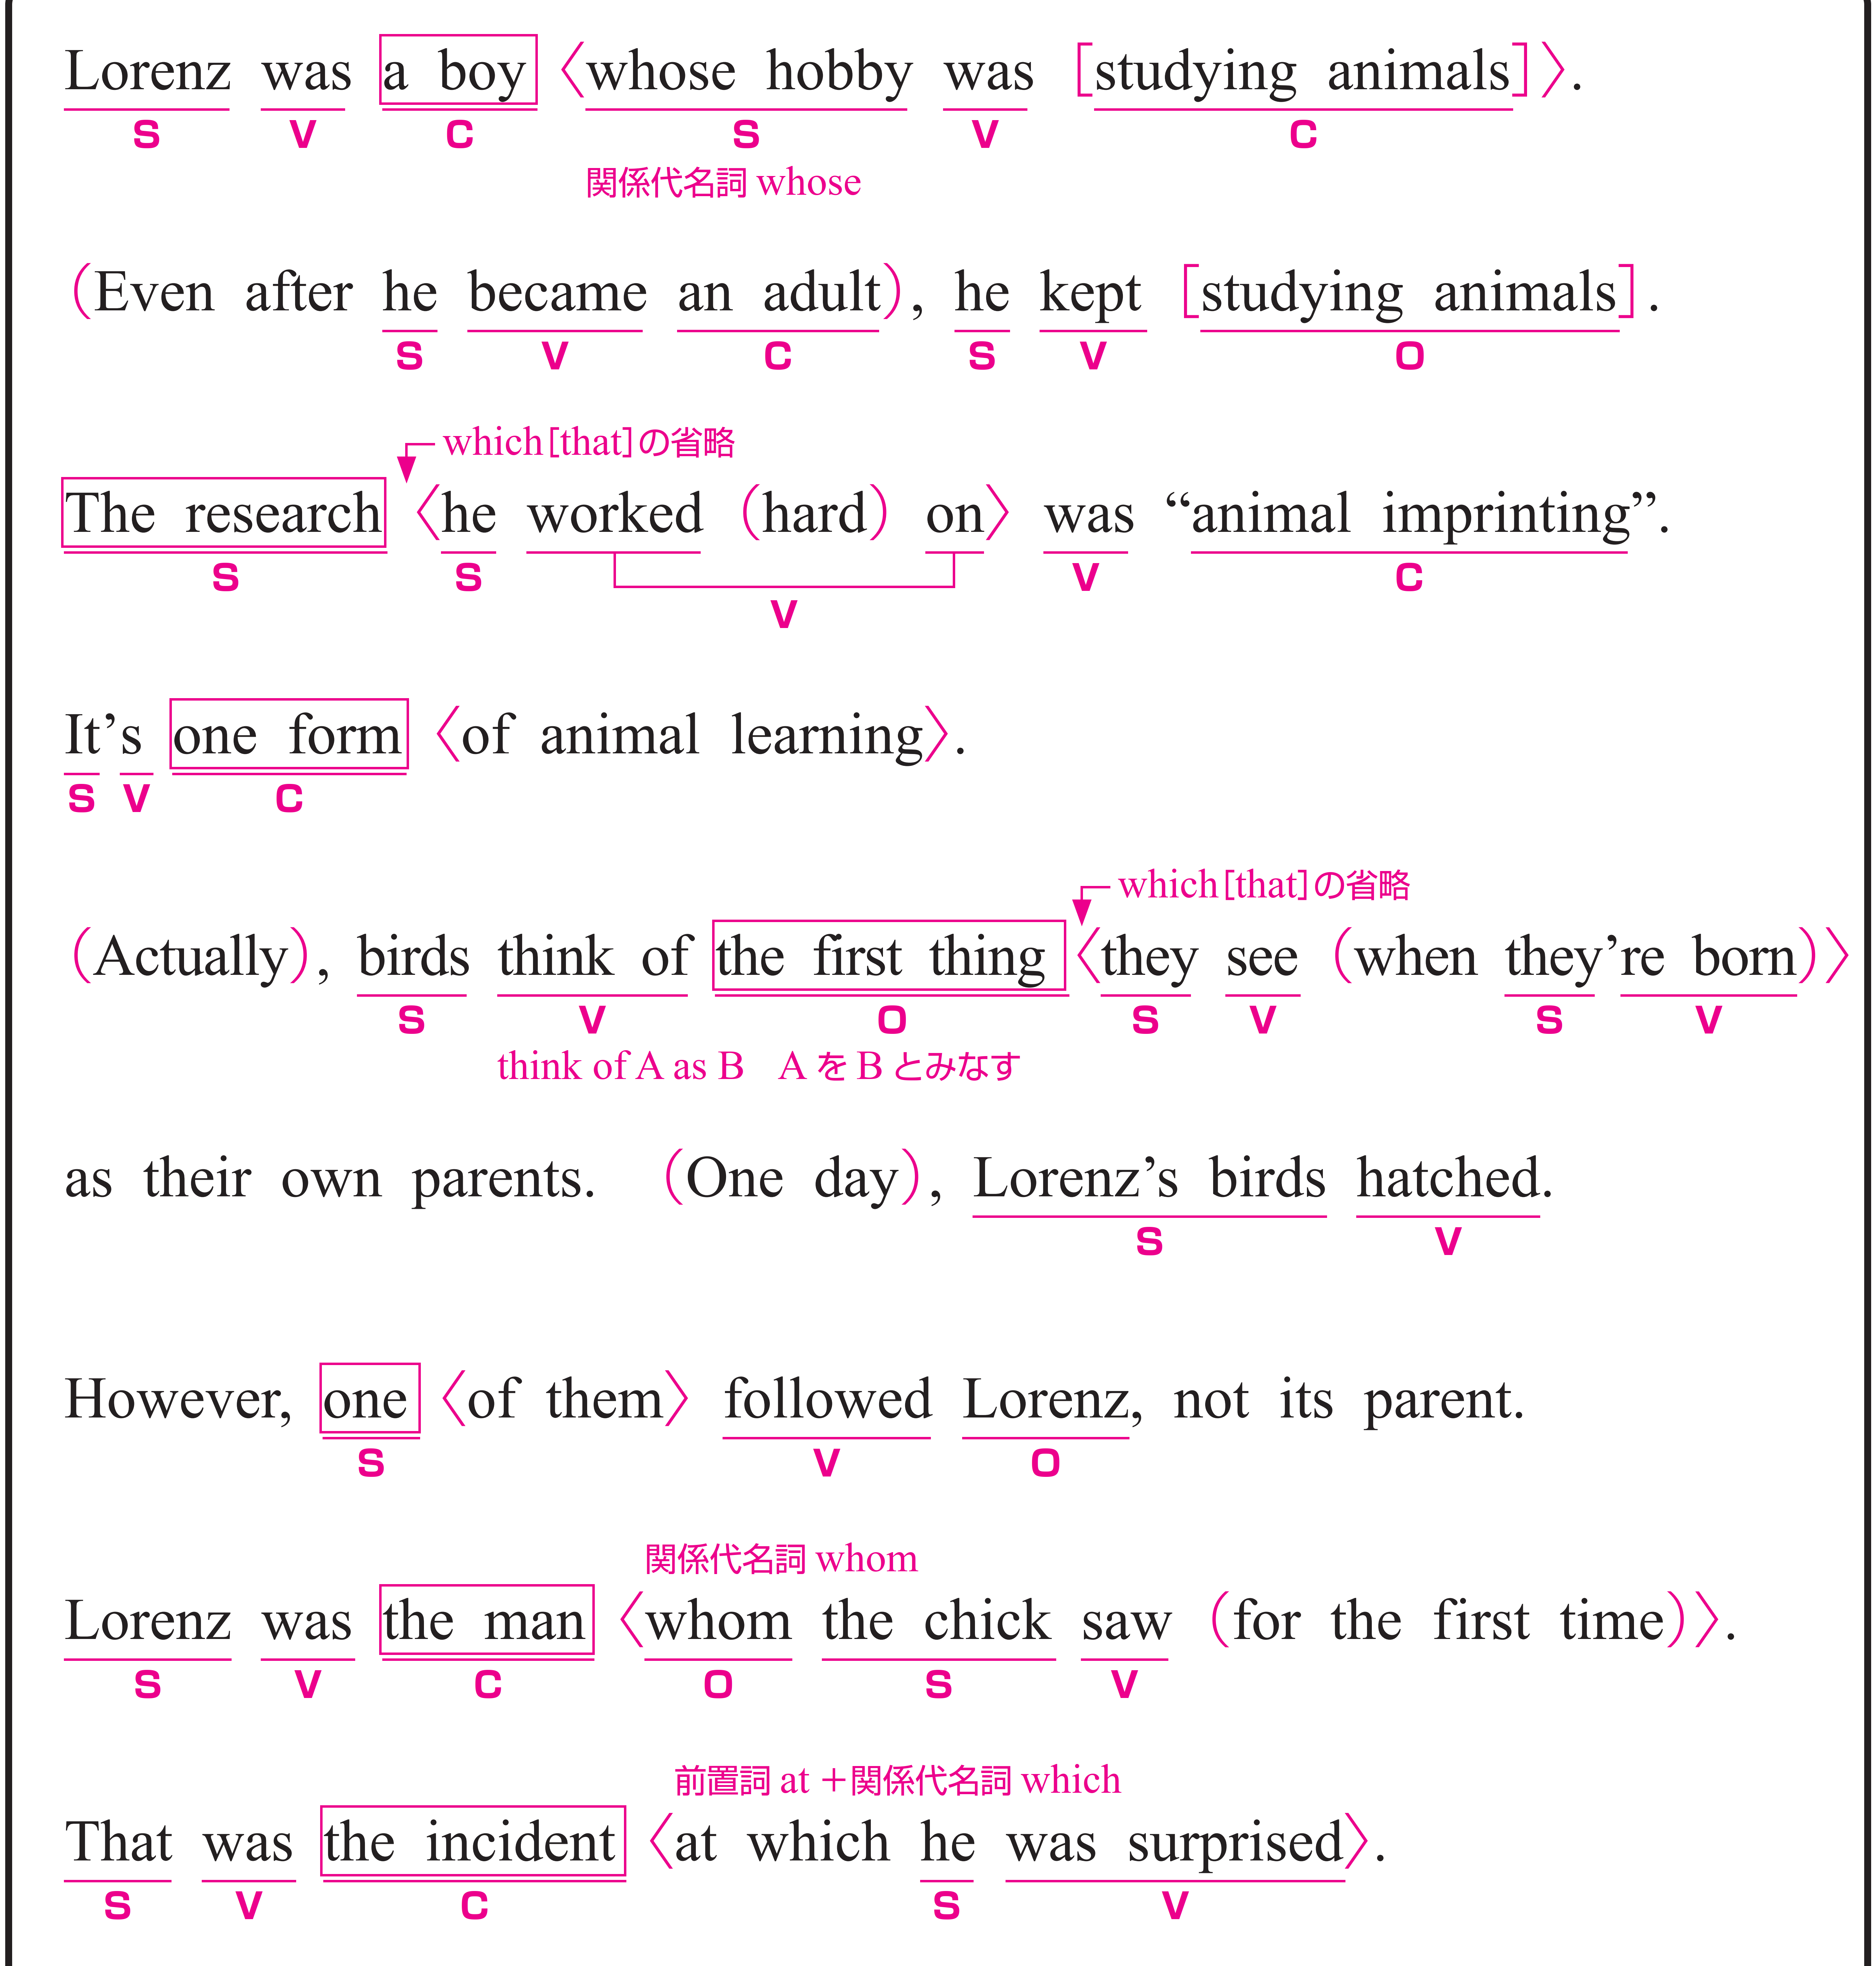 Lorenz was a boy 〈whose hobby was [studying animals]〉.
S V C S V C
関係代名詞 whose
(Even after he became an adult), he kept [studying animals].
S V C S V O
which[that]の省略
The research 〈he worked (hard) on〉 was “animal imprinting”.
S S V C
V
It’s one form 〈of animal learning〉.
S V C
which[that]の省略
(Actually), birds think of the first thing 〈they see (when they’re born)〉
S V O S V S V
think of A as B A を B とみなす
as their own parents. (One day), Lorenz’s birds hatched.
S V
However, one 〈of them〉 followed Lorenz, not its parent.
S V O
関係代名詞 whom
Lorenz was the man 〈whom the chick saw (for the first time)〉.
S V C O S V
前置詞 at +関係代名詞 which
That was the incident 〈at which he was surprised〉.
S V C S V